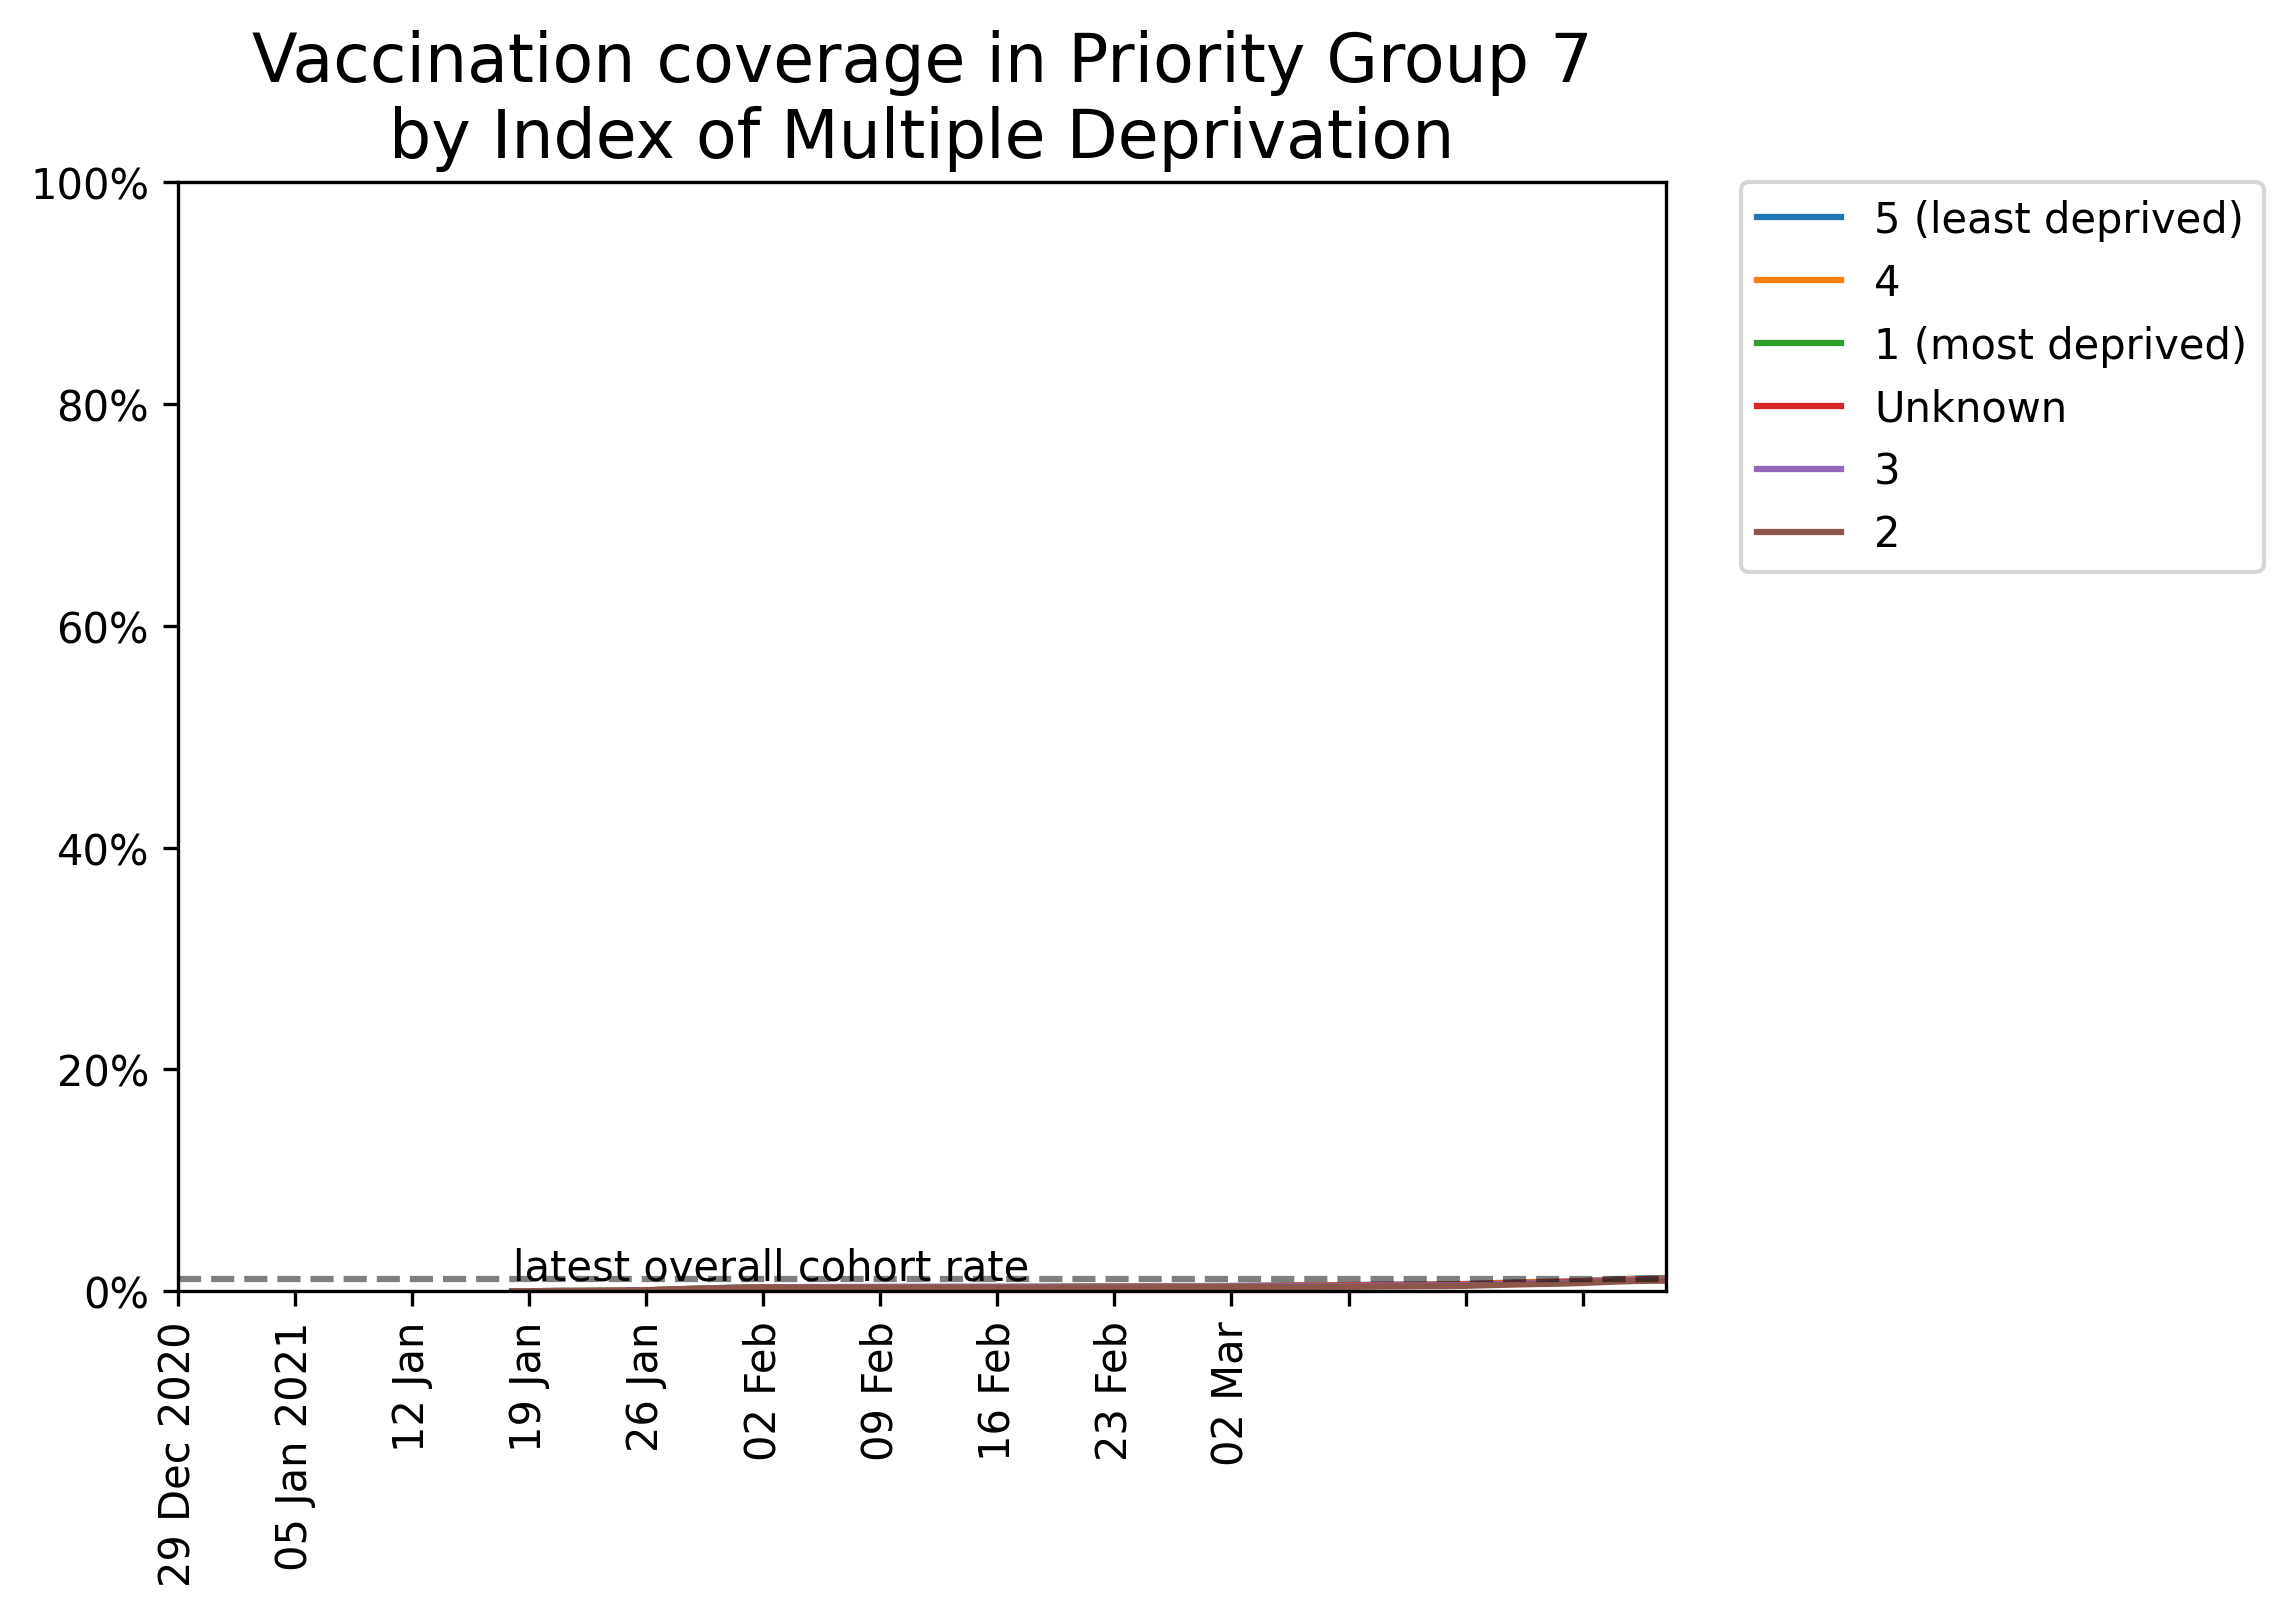 Vaccination coverage in Priority Group 7
by Index of Multiple Deprivation
100%
80%
60%
40%
20%
0%
latest overall cohort rate
29 Dec 2020
05 Jan 2021
12 Jan
19 Jan
26 Jan
02 Feb
09 Feb
16 Feb
23 Feb
02 Mar
5 (least deprived)
4
1 (most deprived)
Unknown
3
2